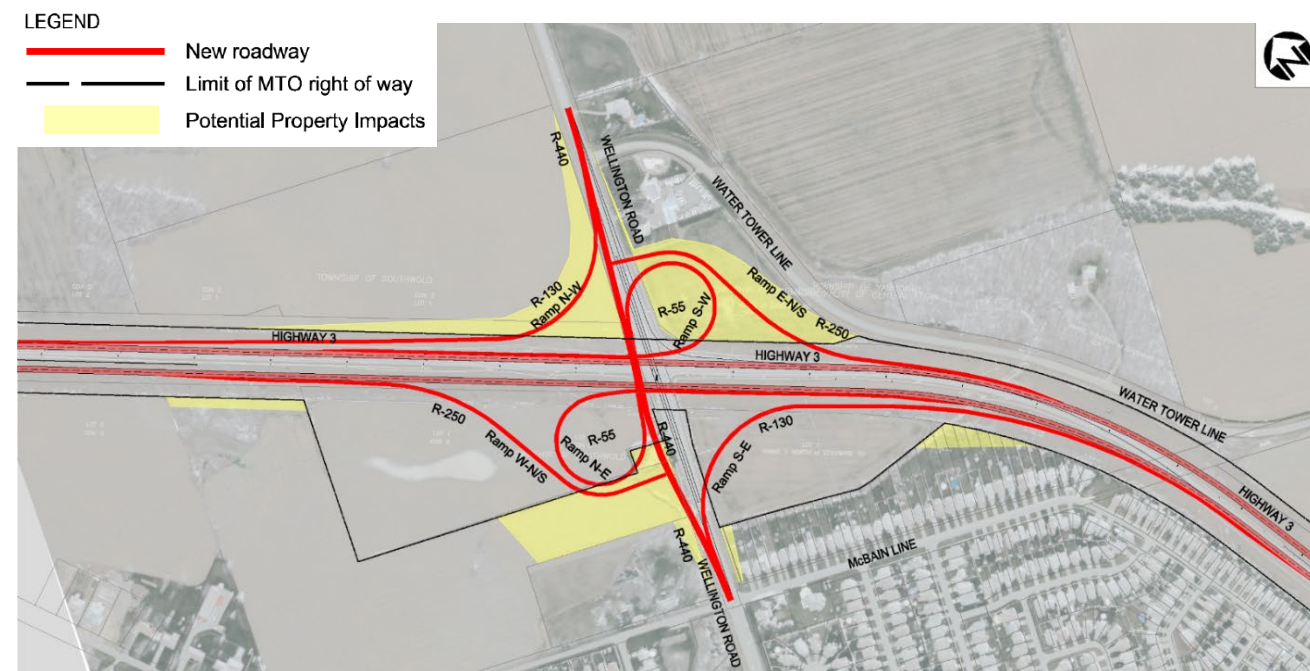 LEGEND
New roadway
Limit of MTO right of way
Potential Property Impacts
N
R-440
WELLINGTON ROAD
WATER TOWER LINE
TOWNSHIP OF SOUTHWOLD
R-130
Ramp N-W
R-55
Ramp S-W
Ramp E-N/S
R-250
HIGHWAY 3
HIGHWAY 3
WATER TOWER LINE
R-250
Ramp W-N/S
R-55
Ramp N-E
R-440
R-130
Ramp S-E
HIGHWAY 3
McBAIN LINE
R-440
WELLINGTON ROAD